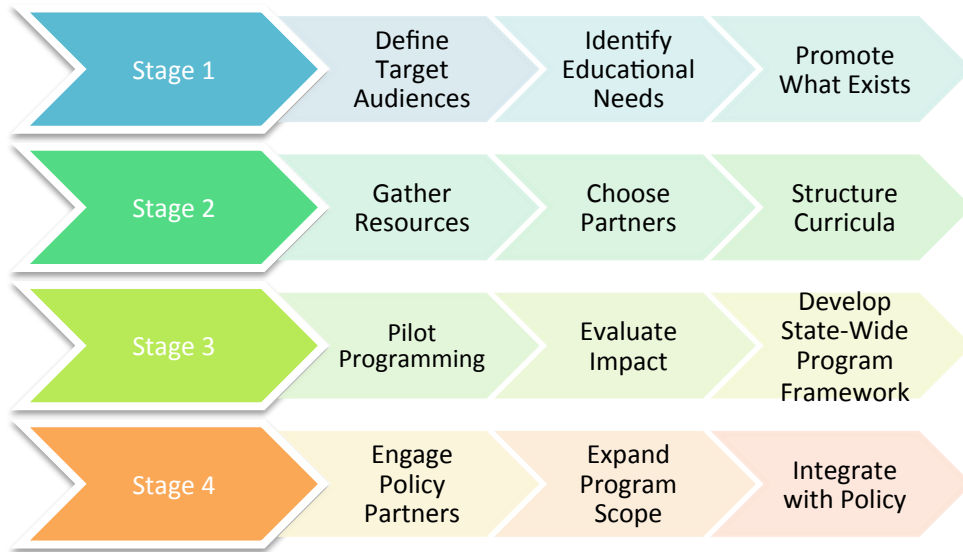 Stage 1
Define
Target
Audiences
Identify
Educational
Needs
Promote
What Exists
Stage 2
Gather
Resources
Choose
Partners
Structure
Curricula
Stage 3
Pilot
Programming
Evaluate
Impact
Develop
State-Wide
Program
Framework
Stage 4
Engage
Policy
Partners
Expand
Program
Scope
Integrate
with Policy